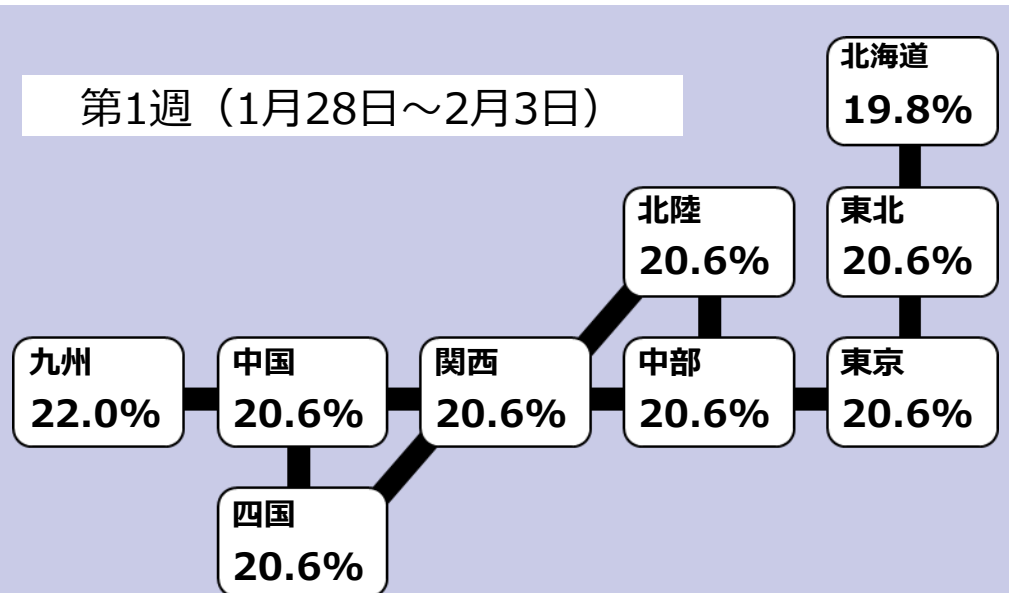 第1週（1月28日～2月3日）
北海道
19.8%
北陸
20.6%
東北
20.6%
九州
22.0%
中国
20.6%
関西
20.6%
中部
20.6%
東京
20.6%
四国
20.6%